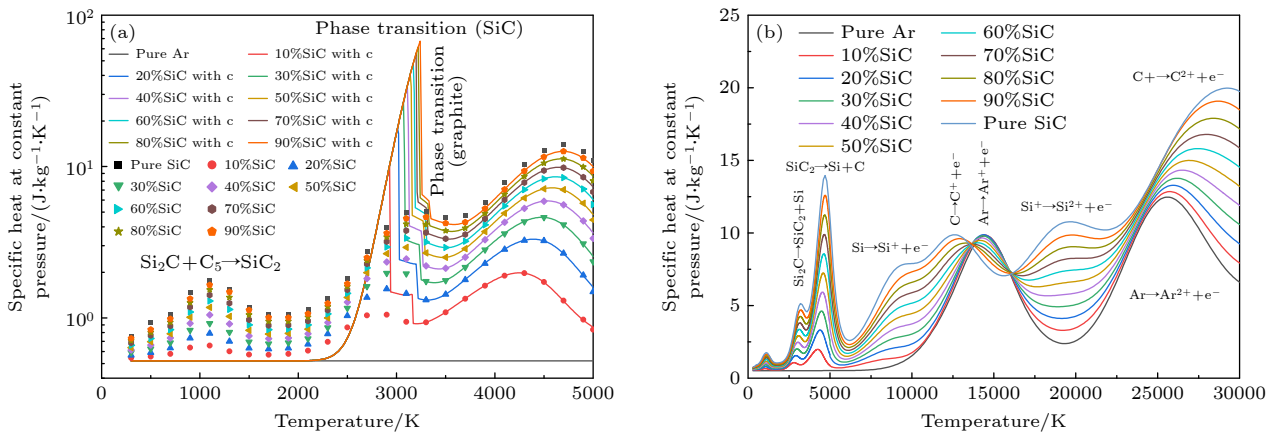 (a)
Phase transition (SiC)
Pure Ar
10%SiC with c
20%SiC with c
30%SiC with c
40%SiC with c
50%SiC with c
60%SiC with c
70%SiC with c
80%SiC with c
90%SiC with c
Pure SiC
10%SiC
20%SiC
30%SiC
40%SiC
50%SiC
60%SiC
70%SiC
80%SiC
90%SiC
Phase transition
(graphite)
Si₂C+C₅→SiC₂
Specific heat at constant
pressure/(J·kg⁻¹·K⁻¹)
10²
10¹
10⁰
0 1000 2000 3000 4000 5000
Temperature/K
(b)
Pure Ar
10%SiC
20%SiC
30%SiC
40%SiC
50%SiC
60%SiC
70%SiC
80%SiC
90%SiC
Pure SiC
C+→C²⁺+e⁻
SiC₂→Si+C
Si₂C→SiC₂+Si
Si→Si⁺+e⁻
C→C⁺+e⁻
Ar→Ar⁺+e⁻
Si⁺→Si²⁺+e⁻
Ar→Ar²⁺+e⁻
Specific heat at constant
pressure/(J·kg⁻¹·K⁻¹)
25
20
15
10
5
0
0 5000 10000 15000 20000 25000 30000
Temperature/K